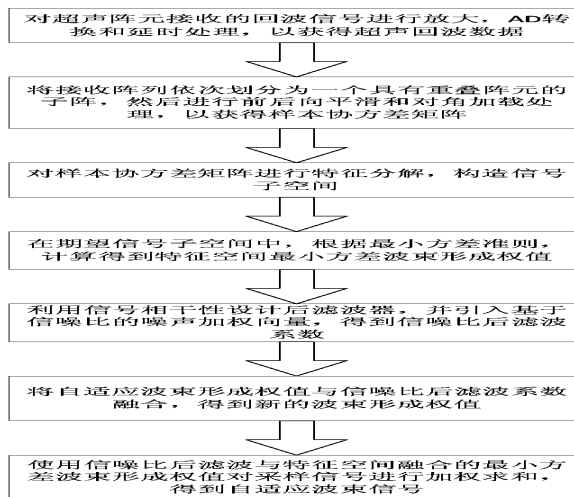 对超声阵元接收的回波信号进行放大，AD转
换和延时处理，以获得超声回波数据
将接收阵列依次划分为一个具有重叠阵元的
子阵，然后进行前后向平滑和对角加载处
理，以获得样本协方差矩阵
对样本协方差矩阵进行特征分解，构造信号
子空间
在期望信号子空间中，根据最小方差准则，
计算得到特征空间最小方差波束形成权值
利用信号相干性设计后滤波器，并引入基于
信噪比的噪声加权向量，得到信噪比后滤波
系数
将自适应波束形成权值与信噪比后滤波系数
融合，得到新的波束形成权值
使用信噪比后滤波与特征空间融合的最小方
差波束形成权值对采样信号进行加权求和，
得到自适应波束信号